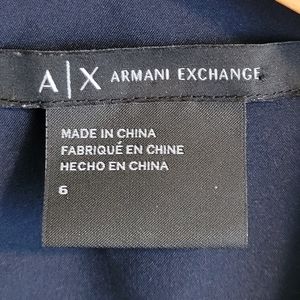 A|X ARMANI EXCHANGE
MADE IN CHINA
FABRIQUÉ EN CHINE
HECHO EN CHINA
6